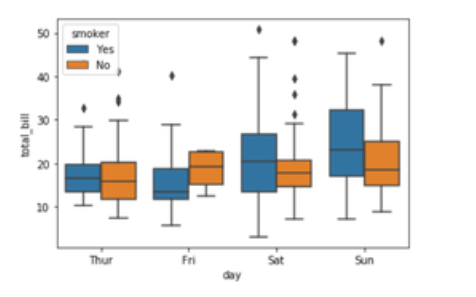 smoker
Yes
No
50
40
30
20
10
total_bill
Thur Fri Sat Sun
day